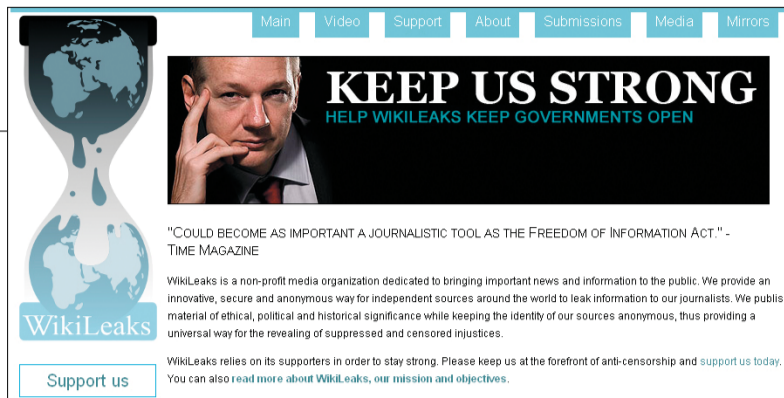 Main Video Support About Submissions Media Mirrors
KEEP US STRONG
HELP WIKILEAKS KEEP GOVERNMENTS OPEN
"COULD BECOME AS IMPORTANT A JOURNALISTIC TOOL AS THE FREEDOM OF INFORMATION ACT." -
TIME MAGAZINE
WikiLeaks is a non-profit media organization dedicated to bringing important news and information to the public. We provide an
innovative, secure and anonymous way for independent sources around the world to leak information to our journalists. We publis
material of ethical, political and historical significance while keeping the identity of our sources anonymous, thus providing a
universal way for the revealing of suppressed and censored injustices.
WikiLeaks relies on its supporters in order to stay strong. Please keep us at the forefront of anti-censorship and support us today.
You can also read more about WikiLeaks, our mission and objectives.
WikiLeaks
Support us